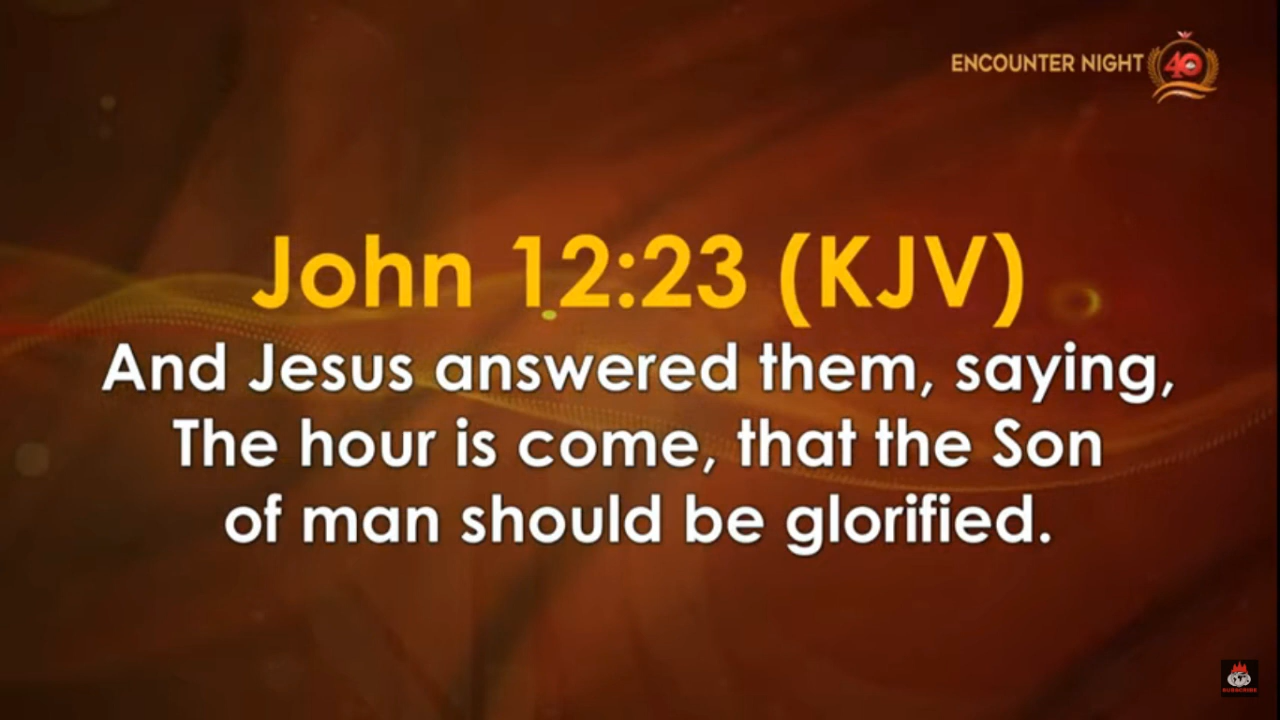 ENCOUNTER NIGHT 40
John 12:23 (KJV)
And Jesus answered them, saying,
The hour is come, that the Son
of man should be glorified.
SUBSCRIBE